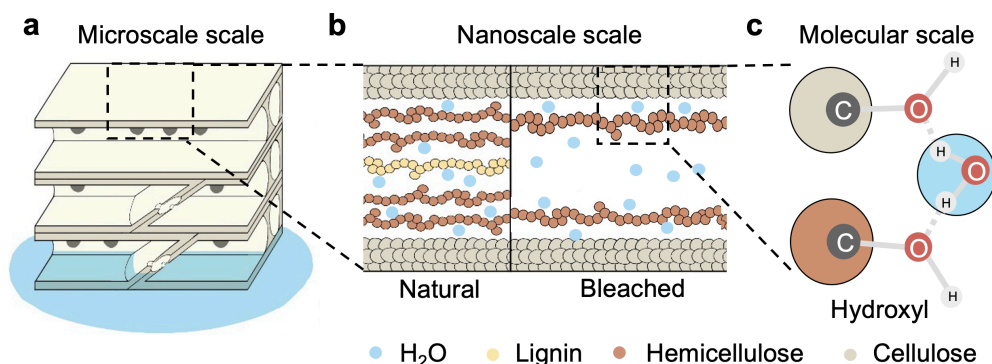 a Microscale scale
b Nanoscale scale
c Molecular scale
Natural
Bleached
C O H
H
O
H
C O H
Hydroxyl
H₂O Lignin Hemicellulose Cellulose